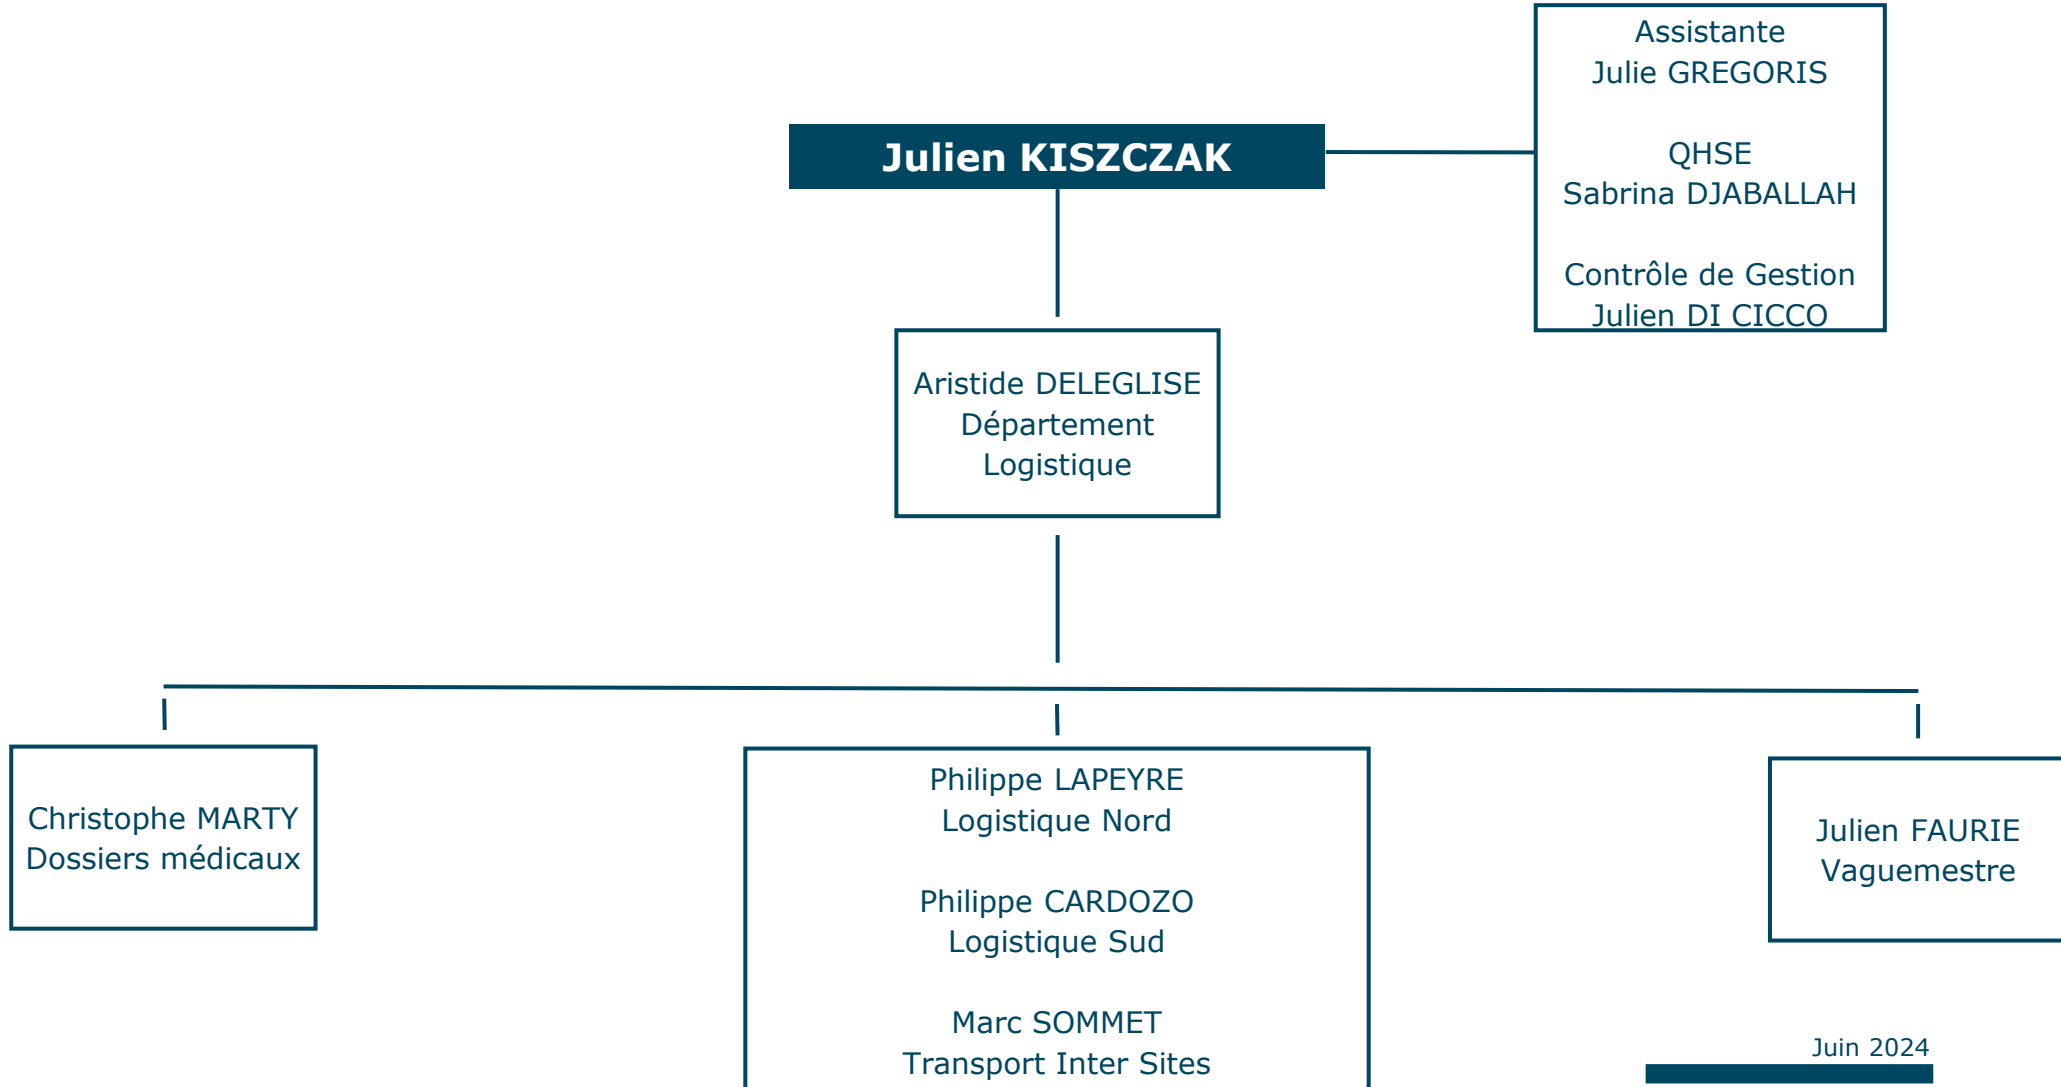 Assistante
Julie GREGORIS
QHSE
Sabrina DJABALLAH
Contrôle de Gestion
Julien DI CICCO
Julien KISZCZAK
Aristide DELEGLISE
Département
Logistique
Christophe MARTY
Dossiers médicaux
Philippe LAPEYRE
Logistique Nord
Philippe CARDOZO
Logistique Sud
Marc SOMMET
Transport Inter Sites
Julien FAURIE
Vaguemestre
Juin 2024